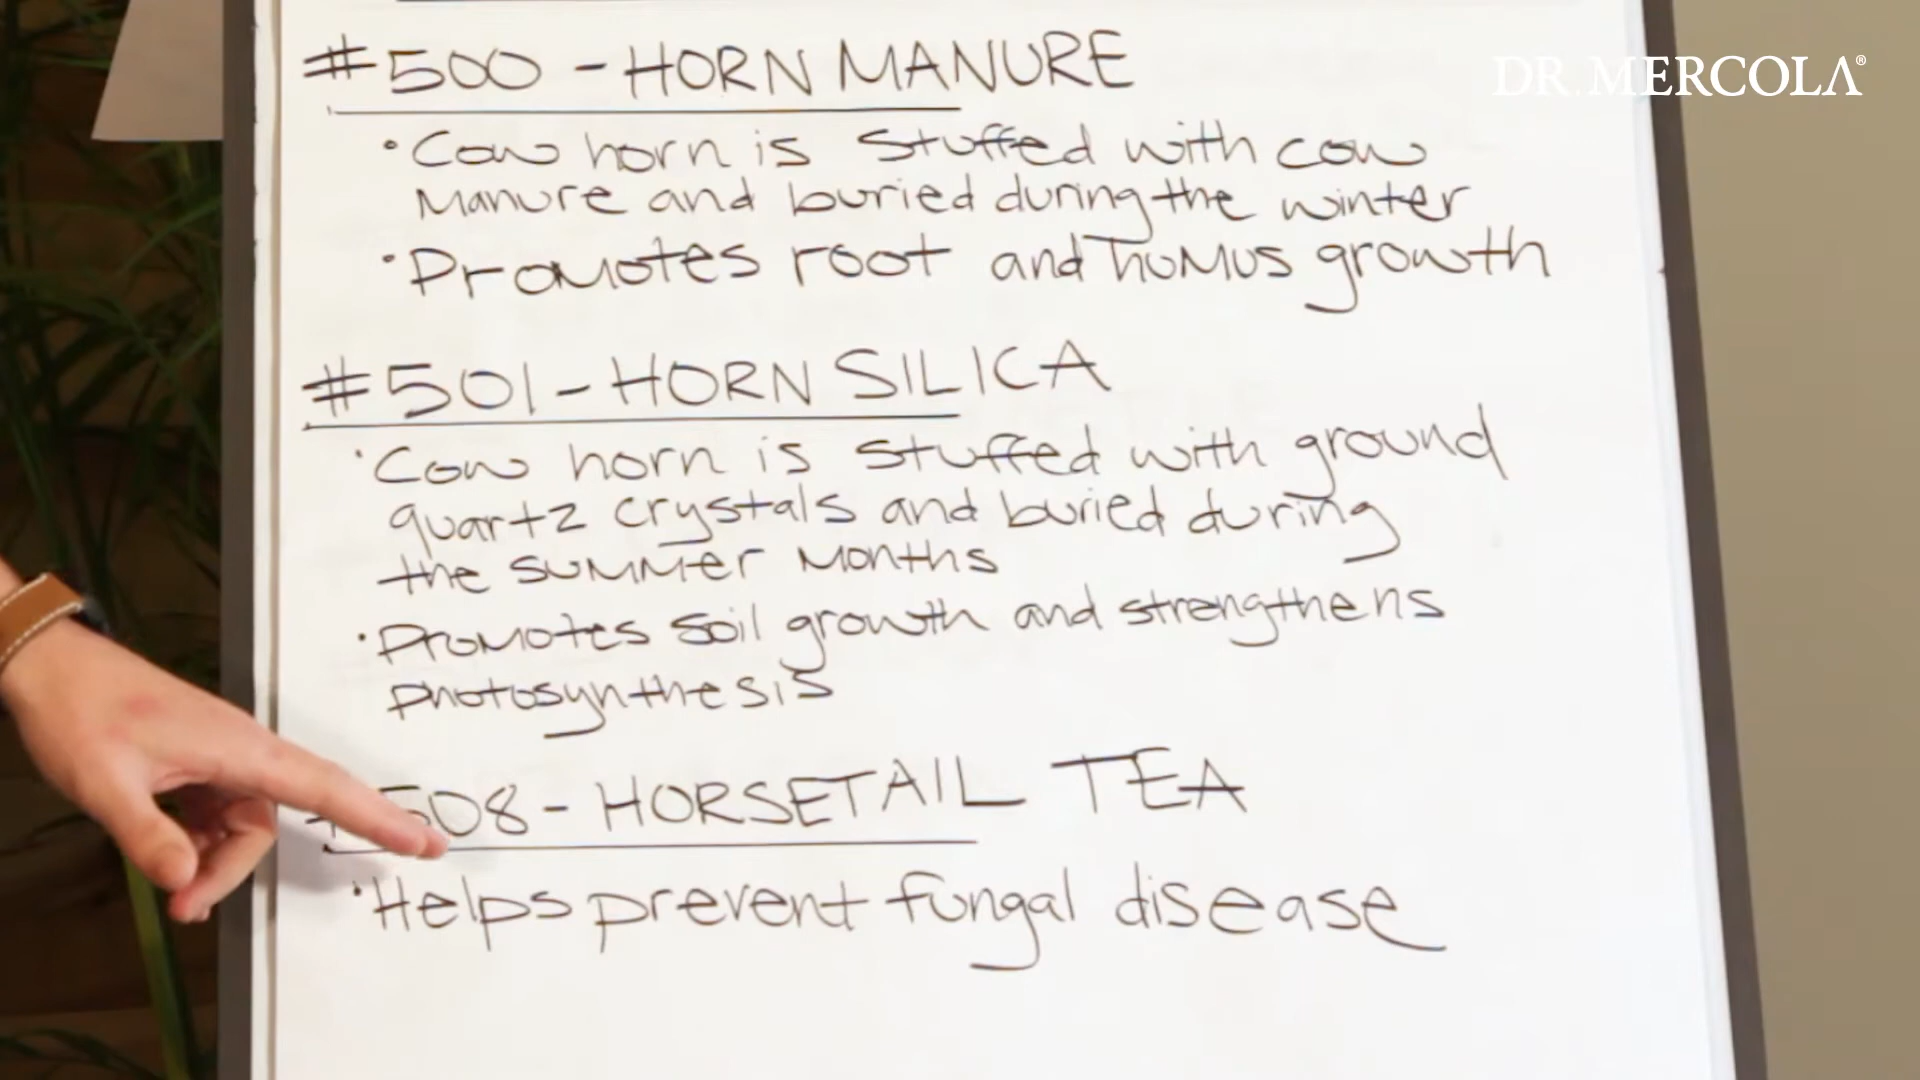 DR. MERCOLA®
#500 - HORN MANURE
• Cow horn is stuffed with cow
manure and buried during the winter
• Promotes root and humus growth
#501 - HORN SILICA
• Cow horn is stuffed with ground
quartz crystals and buried during
the summer months
• Promotes soil growth and strengthens
photosynthesis
#508 - HORSETAIL TEA
• Helps prevent fungal disease